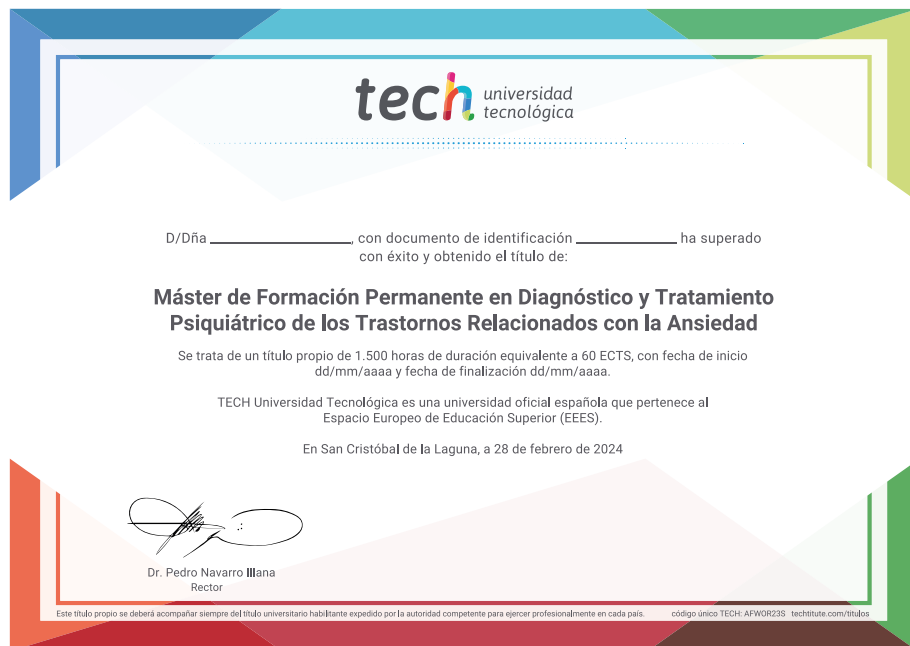 tech universidad
tecnológica
D/Dña ____________________, con documento de identificación ______________ ha superado
con éxito y obtenido el título de:
Máster de Formación Permanente en Diagnóstico y Tratamiento
Psiquiátrico de los Trastornos Relacionados con la Ansiedad
Se trata de un título propio de 1.500 horas de duración equivalente a 60 ECTS, con fecha de inicio
dd/mm/aaaa y fecha de finalización dd/mm/aaaa.
TECH Universidad Tecnológica es una universidad oficial española que pertenece al
Espacio Europeo de Educación Superior (EEES).
En San Cristóbal de la Laguna, a 28 de febrero de 2024
Dr. Pedro Navarro Illana
Rector
Este título propio se deberá acompañar siempre del título universitario habilitante expedido por la autoridad competente para ejercer profesionalmente en cada país. código único TECH: AFWOR23S techtitute.com/titulos